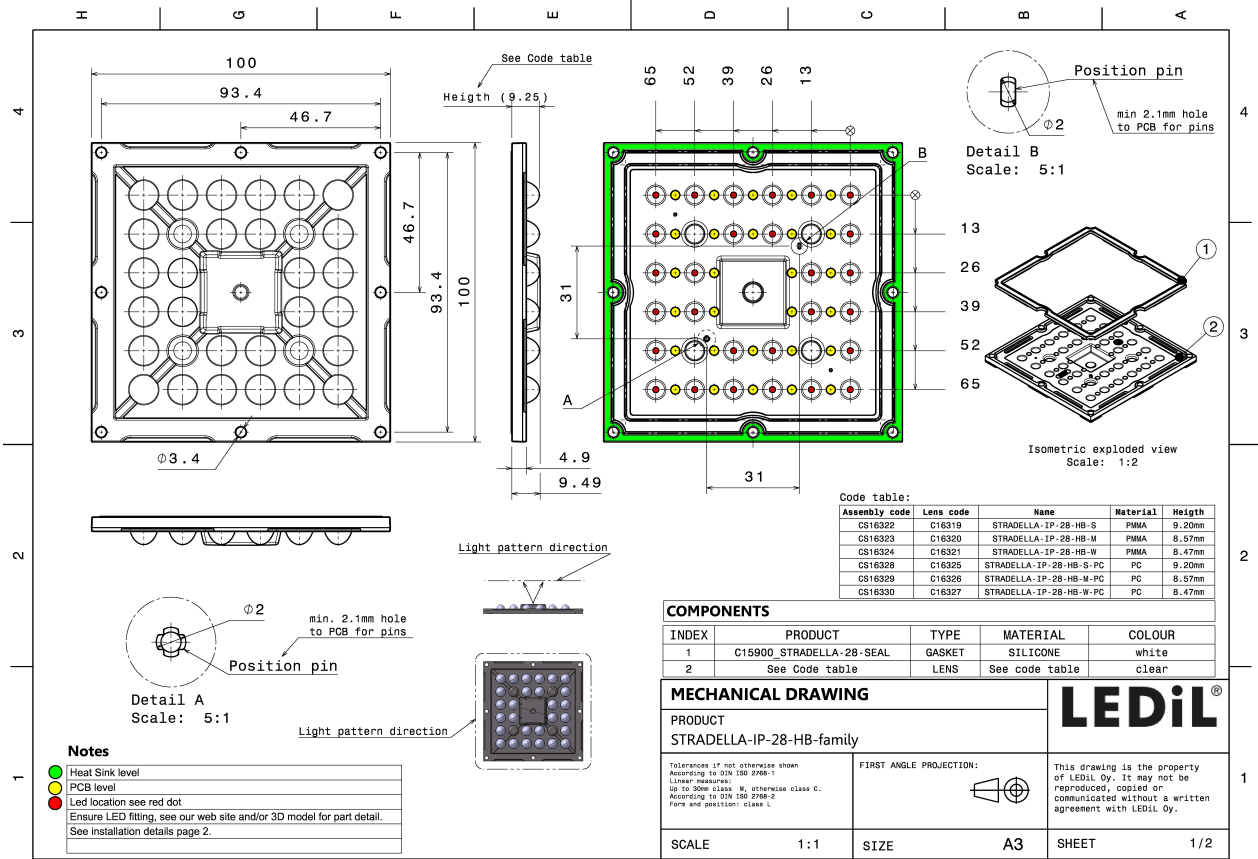 H G F E D C B A
4
3
2
1
4
3
2
1
100
93.4
46.7
46.7
93.4
100
Φ3.4
See Code table
Heigth (9.25)
4.9
9.49
65 52 39 26 13
B
13
26
39
52
65
31
31
A
Position pin
Φ2
min 2.1mm hole
to PCB for pins
Detail B
Scale: 5:1
1
2
Isometric exploded view
Scale: 1:2
Φ2
min. 2.1mm hole
to PCB for pins
Position pin
Detail A
Scale: 5:1
Light pattern direction
Light pattern direction
Code table:
Assembly code Lens code Name Material Heigth
CS16322 C16319 STRADELLA-IP-28-HB-S PMMA 9.20mm
CS16323 C16320 STRADELLA-IP-28-HB-M PMMA 8.57mm
CS16324 C16321 STRADELLA-IP-28-HB-W PMMA 8.47mm
CS16328 C16325 STRADELLA-IP-28-HB-S-PC PC 9.20mm
CS16329 C16326 STRADELLA-IP-28-HB-M-PC PC 8.57mm
CS16330 C16327 STRADELLA-IP-28-HB-W-PC PC 8.47mm
COMPONENTS
INDEX PRODUCT TYPE MATERIAL COLOUR
1 C15900_STRADELLA-28-SEAL GASKET SILICONE white
2 See Code table LENS See code table clear
MECHANICAL DRAWING
PRODUCT
STRADELLA-IP-28-HB-family
LEDiL®
Tolerances if not otherwise shown
According to DIN ISO 2768-1
Linear measures:
Up to 30mm class M, otherwise class C.
According to DIN ISO 2768-2
Form and position: class L
FIRST ANGLE PROJECTION:
This drawing is the property
of LEDiL Oy. It may not be
reproduced, copied or
communicated without a written
agreement with LEDiL Oy.
SCALE 1:1 SIZE A3 SHEET 1/2
Notes
Heat Sink level
PCB level
Led location see red dot
Ensure LED fitting, see our web site and/or 3D model for part detail.
See installation details page 2.